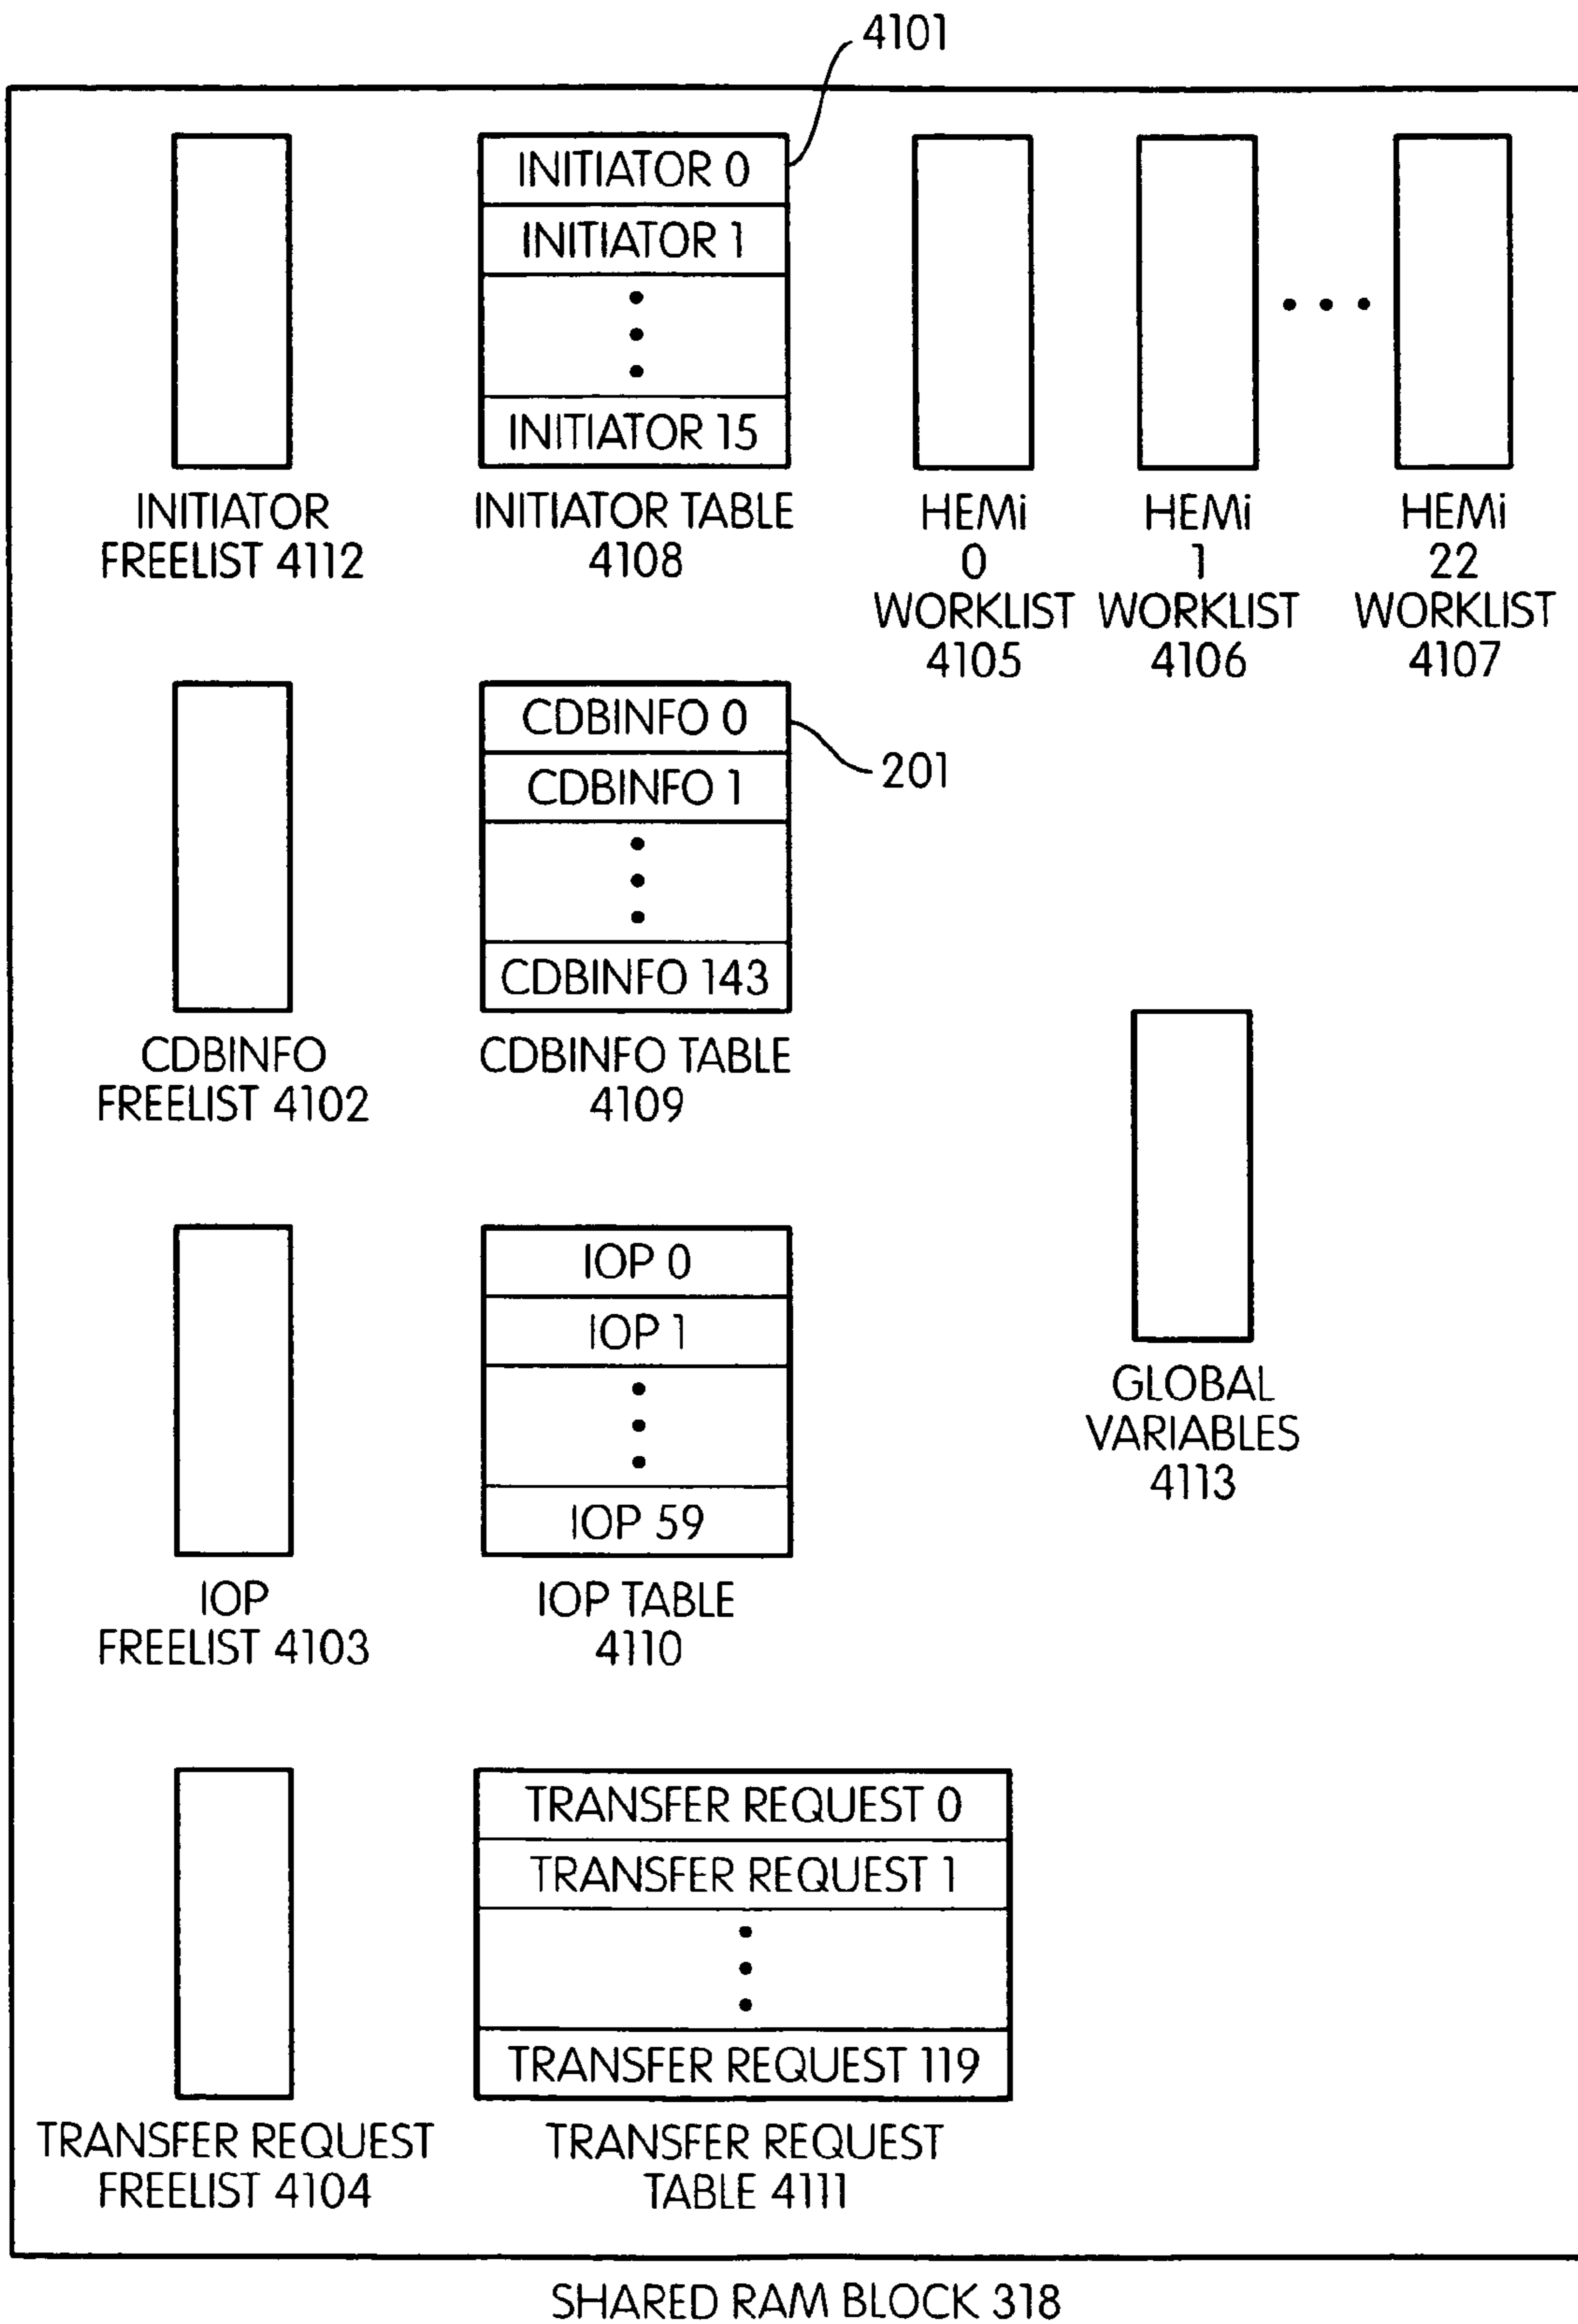 4101
INITIATOR 0
INITIATOR 1
INITIATOR 15
INITIATOR
FREELIST 4112
INITIATOR TABLE
4108
HEMi
0
WORKLIST
4105
HEMi
1
WORKLIST
4106
HEMi
22
WORKLIST
4107
CDBINFO 0
201
CDBINFO 1
CDBINFO 143
CDBINFO
FREELIST 4102
CDBINFO TABLE
4109
IOP 0
IOP 1
IOP 59
IOP
FREELIST 4103
IOP TABLE
4110
GLOBAL
VARIABLES
4113
TRANSFER REQUEST 0
TRANSFER REQUEST 1
TRANSFER REQUEST 119
TRANSFER REQUEST
FREELIST 4104
TRANSFER REQUEST
TABLE 4111
SHARED RAM BLOCK 318